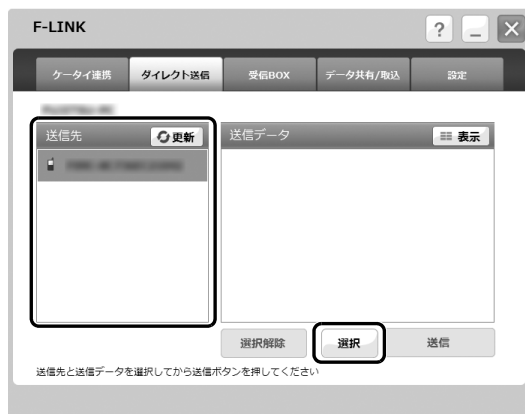 F-LINK
?
ケータイ連携 ダイレクト送信 受信BOX データ共有/取込 設定
送信先 更新 送信データ 表示
選択解除 選択 送信
送信先と送信データを選択してから送信ボタンを押してください